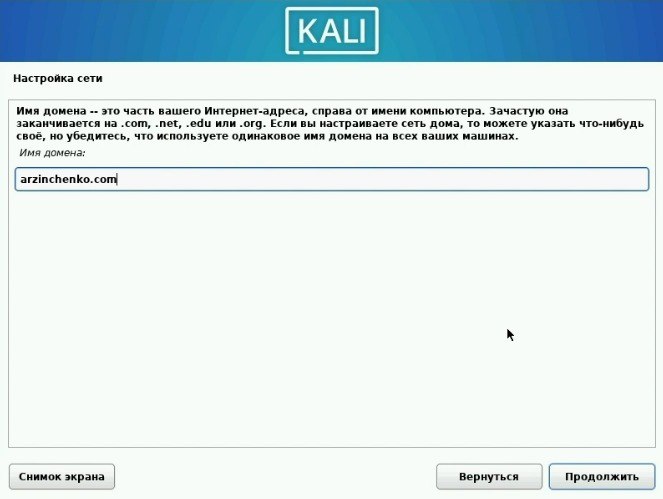 KALI
Настройка сети
Имя домена -- это часть вашего Интернет-адреса, справа от имени компьютера. Зачастую она
заканчивается на .com, .net, .edu или .org. Если вы настраиваете сеть дома, то можете указать что-нибудь
своё, но убедитесь, что используете одинаковое имя домена на всех ваших машинах.
Имя домена:
arzinchenko.com
Снимок экрана
Вернуться
Продолжить